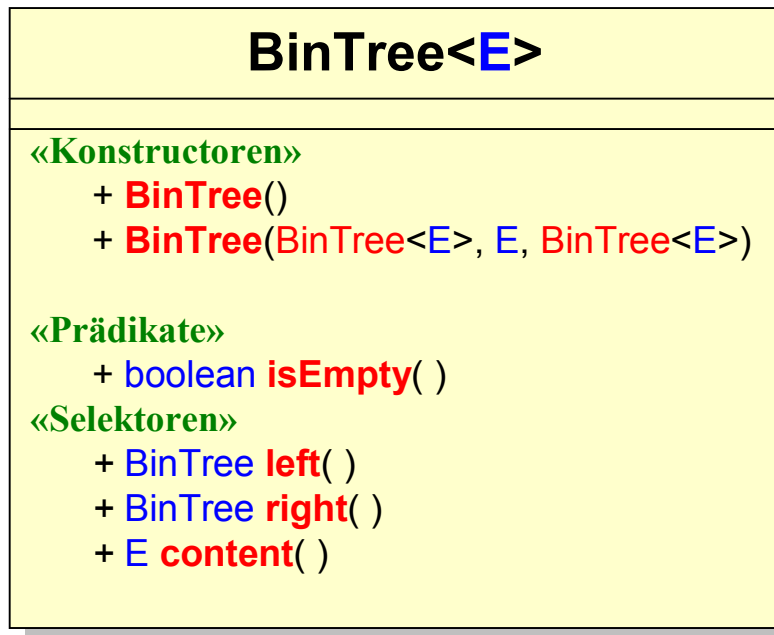 BinTree<E>
«Konstructoren»
+ BinTree()
+ BinTree(BinTree<E>, E, BinTree<E>)
«Prädikate»
+ boolean isEmpty( )
«Selektoren»
+ BinTree left( )
+ BinTree right( )
+ E content( )